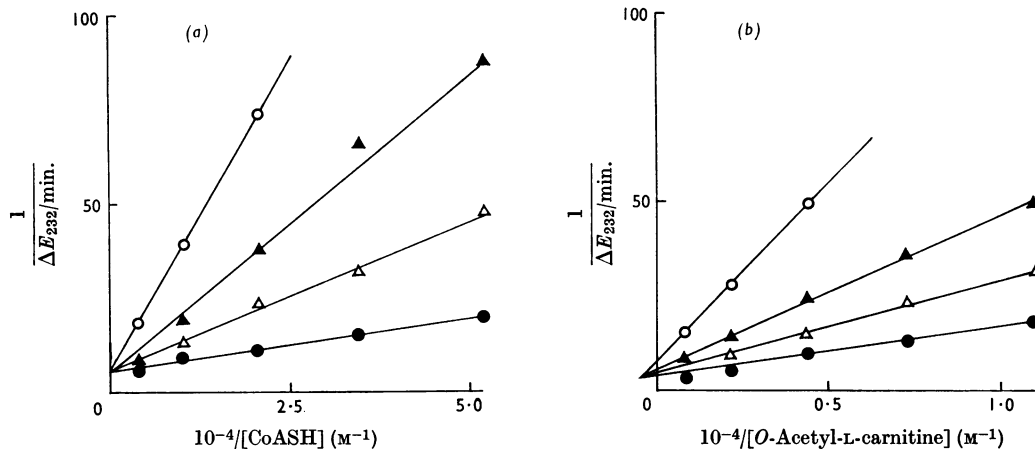 100
(a)
50
1
ΔE₂₃₂/min.
0
2·5
5·0
10⁻⁴/[CoASH] (M⁻¹)
100
(b)
50
1
ΔE₂₃₂/min.
0
0·5
1·0
10⁻⁴/[O-Acetyl-L-carnitine] (M⁻¹)